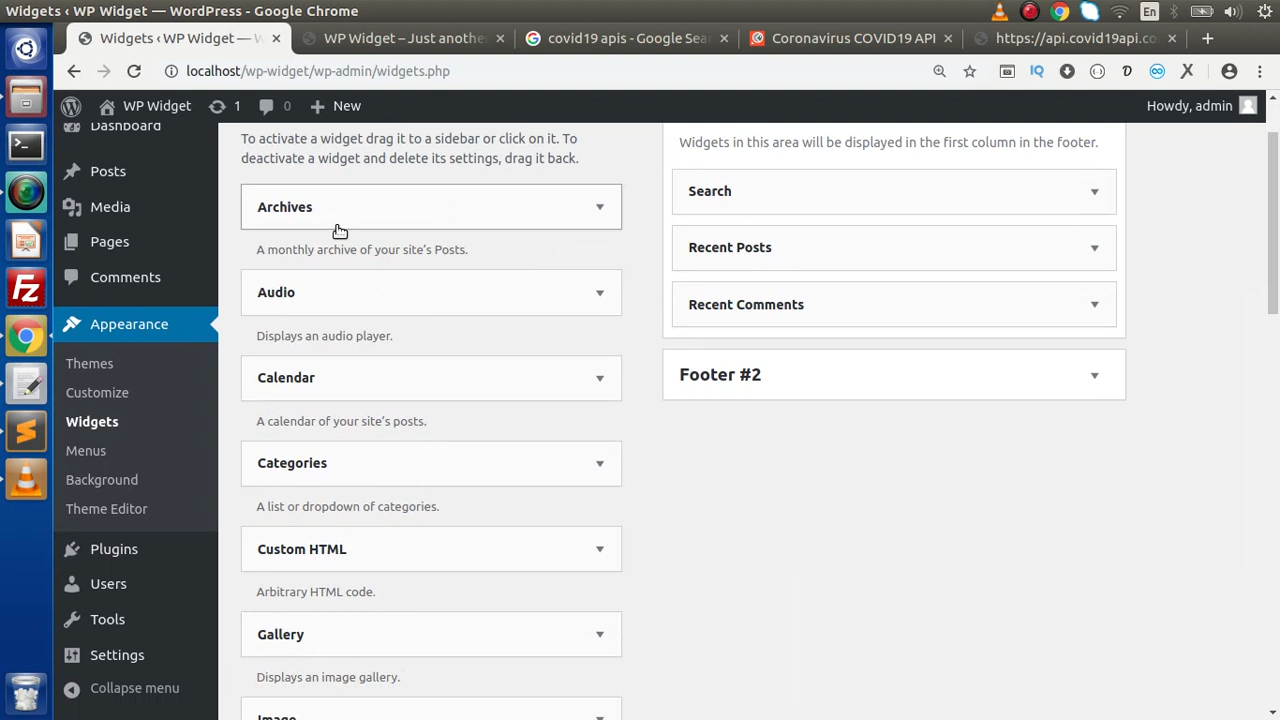 Widgets ‹ WP Widget — WordPress - Google Chrome
En
Widgets ‹ WP Widget — W
WP Widget – Just anothe
covid19 apis - Google Sea
Coronavirus COVID19 API
https://api.covid19api.co
localhost/wp-widget/wp-admin/widgets.php
IQ
WP Widget
1
0
New
Howdy, admin
Dashboard
Posts
Media
Pages
Comments
Appearance
Themes
Customize
Widgets
Menus
Background
Theme Editor
Plugins
Users
Tools
Settings
Collapse menu
To activate a widget drag it to a sidebar or click on it. To
deactivate a widget and delete its settings, drag it back.
Archives
A monthly archive of your site's Posts.
Audio
Displays an audio player.
Calendar
A calendar of your site's posts.
Categories
A list or dropdown of categories.
Custom HTML
Arbitrary HTML code.
Gallery
Displays an image gallery.
Image
Widgets in this area will be displayed in the first column in the footer.
Search
Recent Posts
Recent Comments
Footer #2